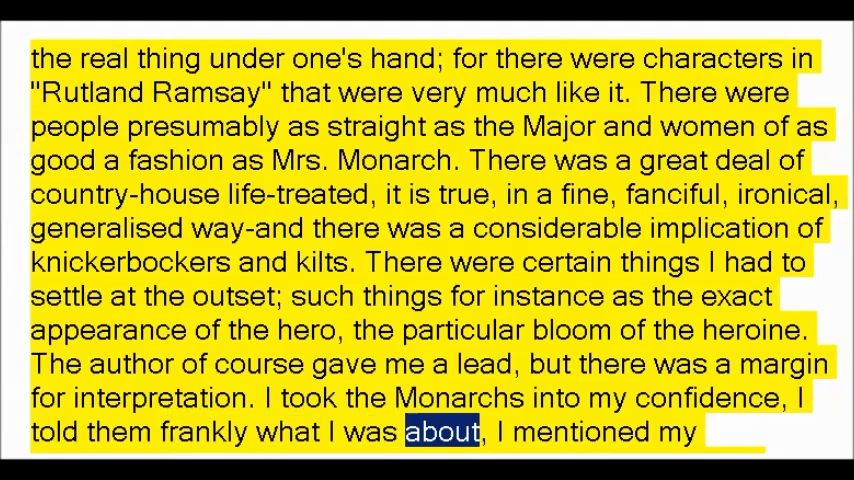 the real thing under one's hand; for there were characters in
"Rutland Ramsay" that were very much like it. There were
people presumably as straight as the Major and women of as
good a fashion as Mrs. Monarch. There was a great deal of
country-house life-treated, it is true, in a fine, fanciful, ironical,
generalised way-and there was a considerable implication of
knickerbockers and kilts. There were certain things I had to
settle at the outset; such things for instance as the exact
appearance of the hero, the particular bloom of the heroine.
The author of course gave me a lead, but there was a margin
for interpretation. I took the Monarchs into my confidence, I
told them frankly what I was about, I mentioned my